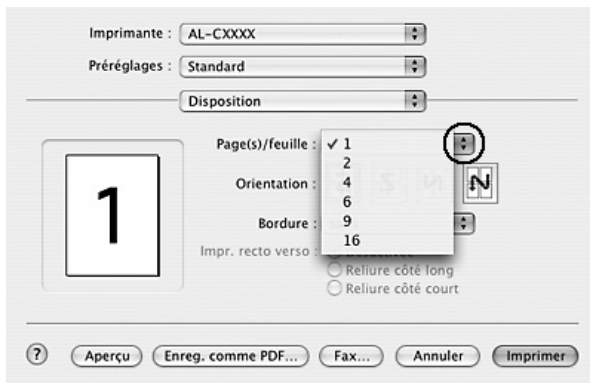 Imprimante : AL-CXXXX
Préréglages : Standard
Disposition
Page(s)/feuille : ✓ 1
2
Orientation : 4
6
Bordure : 9
16
Impr. recto verso :
Reliure côté long
Reliure côté court
1
? Aperçu Enreg. comme PDF... Fax... Annuler Imprimer